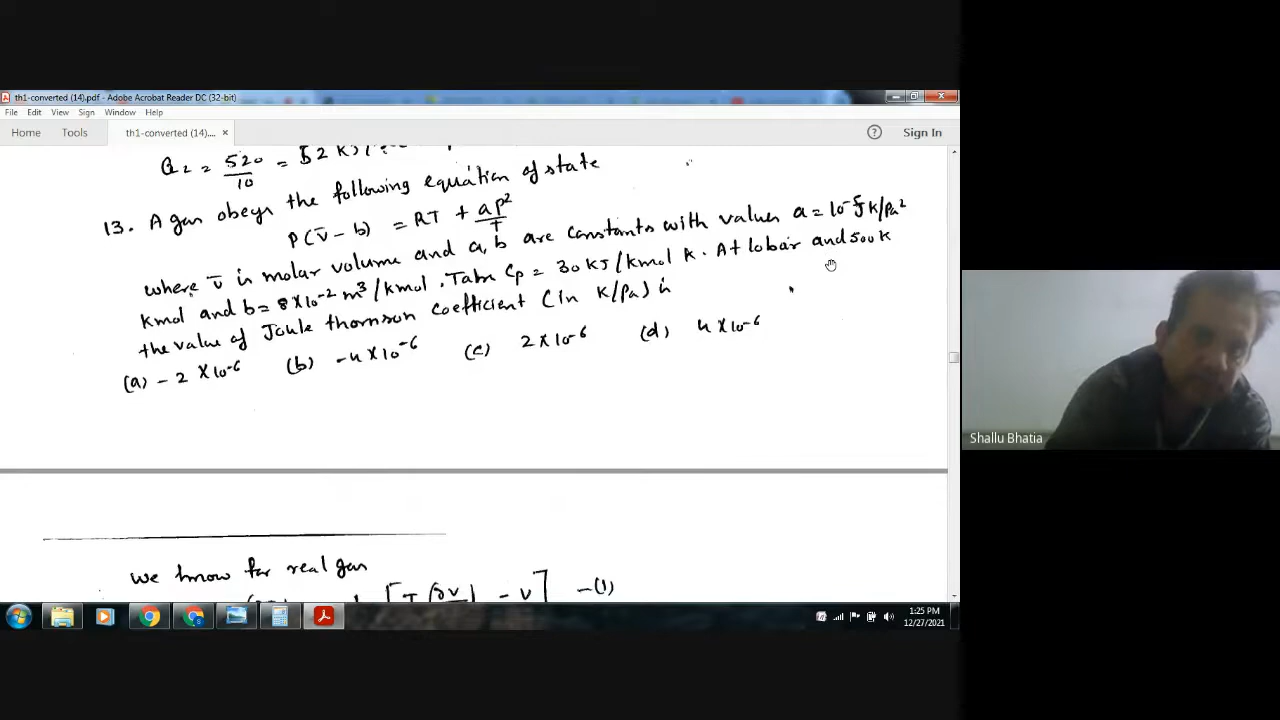 th1-converted (14).pdf - Adobe Acrobat Reader DC (32-bit)
File Edit View Sign Window Help
Home Tools th1-converted (14).... × ? Sign In
Q2 = 520/10 = 52 KJ/
13. A gas obeys the following equation of state
P(v̄ - b) = RT + aP²/T
where v̄ is molar volume and a, b are constants with values a = 10⁻⁵ J K/Pa²
kmol and b = 8×10⁻² m³/kmol. Take Cp = 30 KJ/kmol K. At 10 bar and 500 K
the value of Joule thomson coefficient (in K/Pa) is
(a) -2×10⁻⁶ (b) -4×10⁻⁶ (c) 2×10⁻⁶ (d) 4×10⁻⁶
we know for real gas
[T(∂v) - v] -(1)
Shallu Bhatia
1:25 PM
12/27/2021